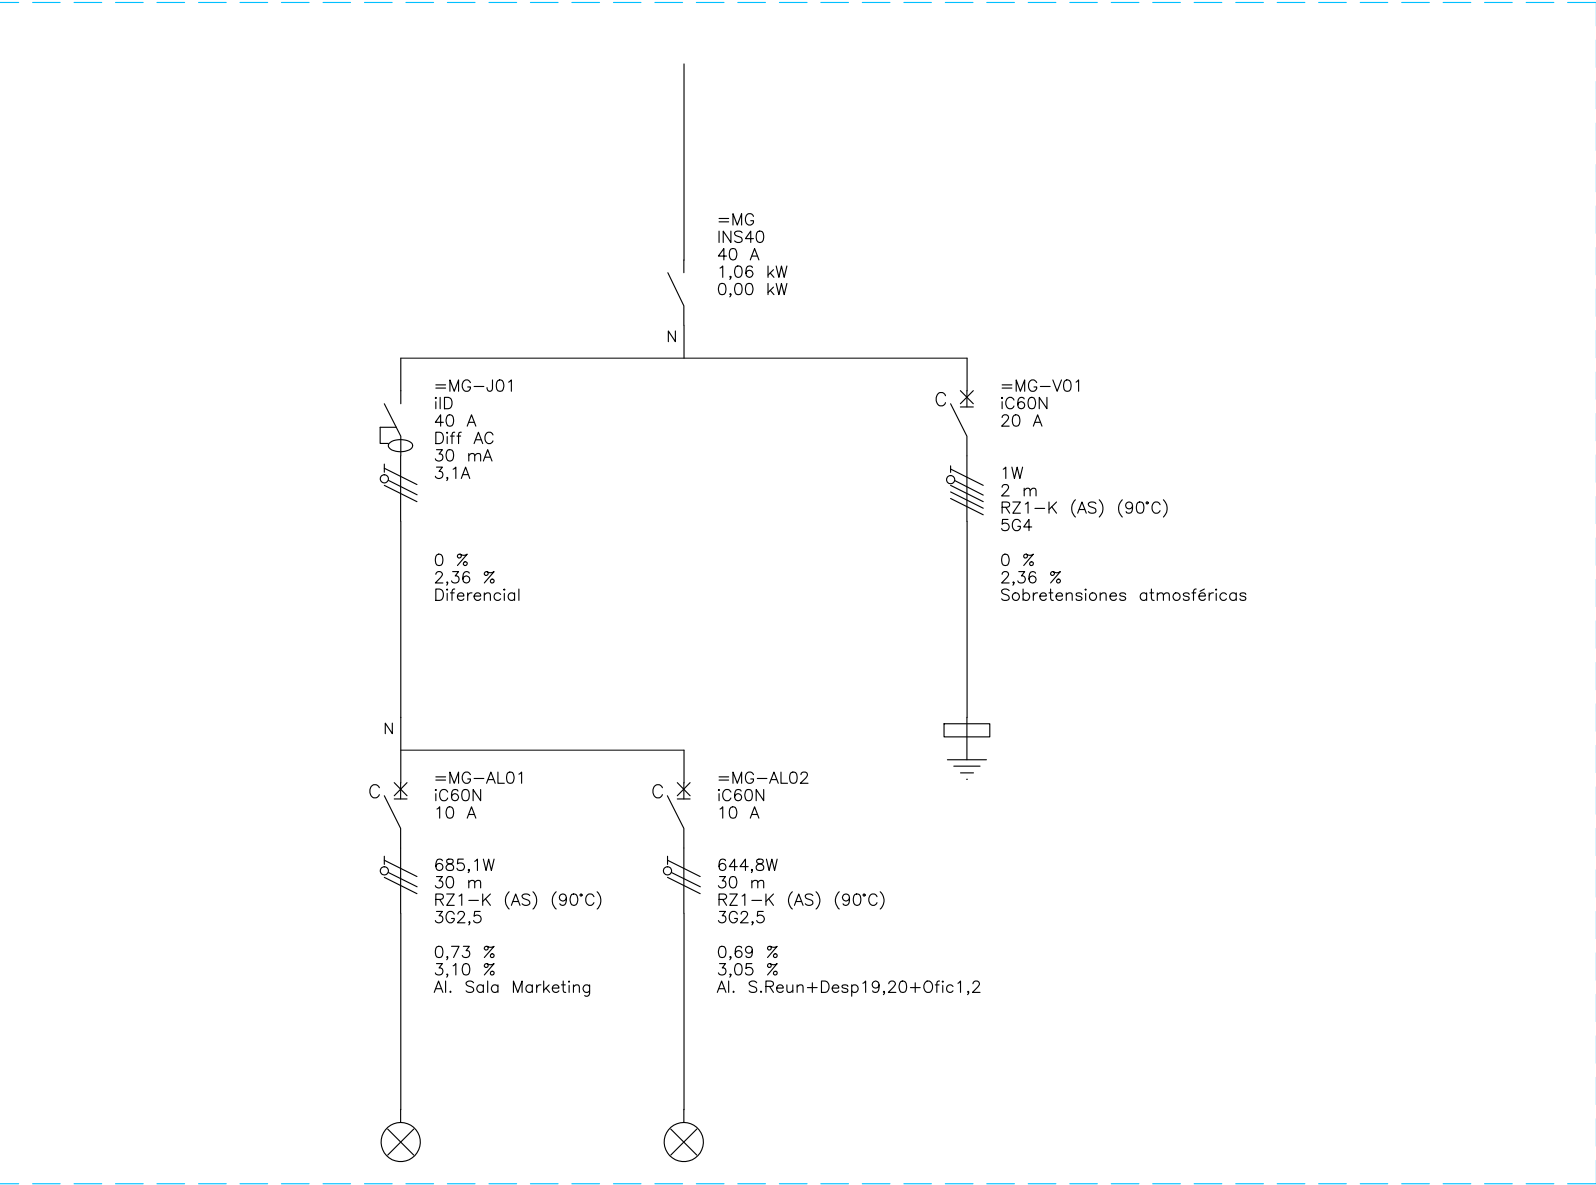 =MG
INS40
40 A
1,06 kW
0,00 kW
N
=MG-J01
iID
40 A
Diff AC
30 mA
3,1A
0 %
2,36 %
Diferencial
C
=MG-V01
iC60N
20 A
1W
2 m
RZ1-K (AS) (90°C)
5G4
0 %
2,36 %
Sobretensiones atmosféricas
N
C
=MG-AL01
iC60N
10 A
685,1W
30 m
RZ1-K (AS) (90°C)
3G2,5
0,73 %
3,10 %
Al. Sala Marketing
C
=MG-AL02
iC60N
10 A
644,8W
30 m
RZ1-K (AS) (90°C)
3G2,5
0,69 %
3,05 %
Al. S.Reun+Desp19,20+Ofic1,2